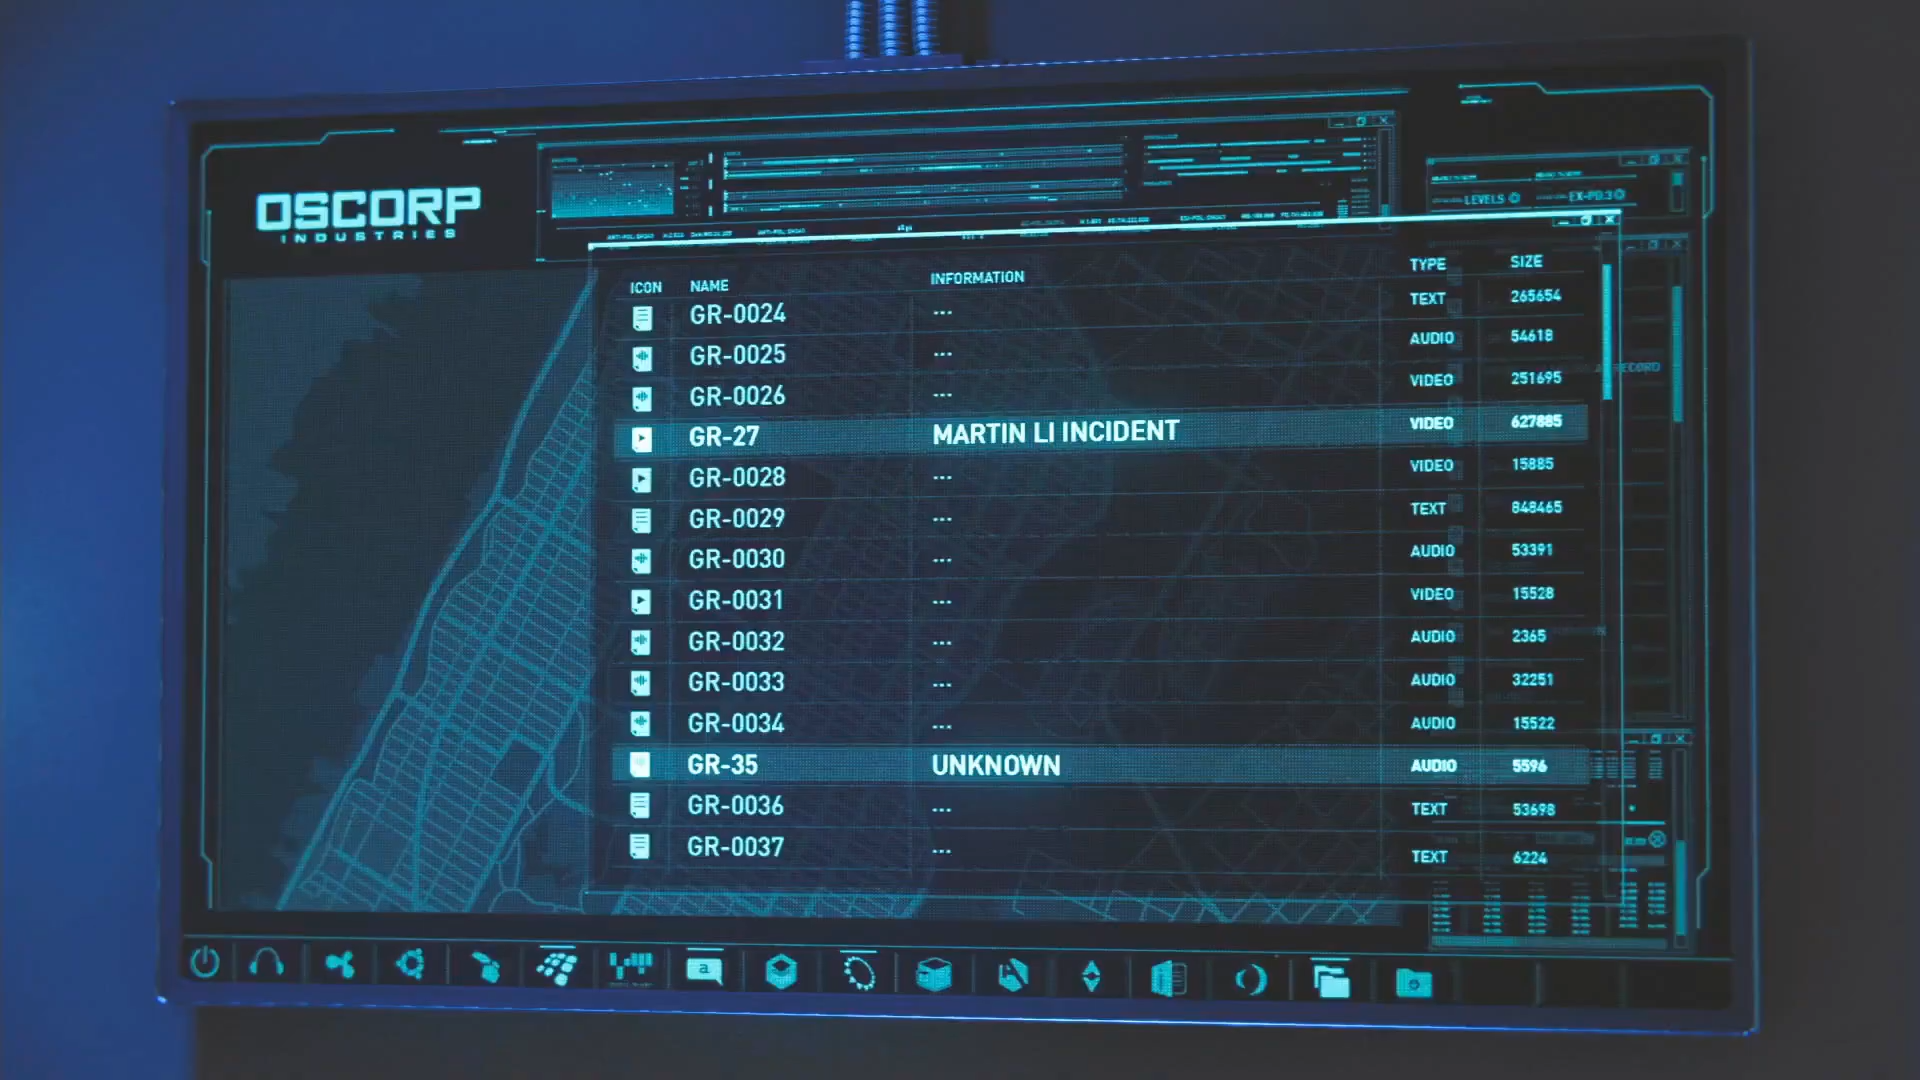 OSCORP
INDUSTRIES
LEVELS
EX-PD.3
ICON NAME INFORMATION TYPE SIZE
GR-0024 --- TEXT 265654
GR-0025 --- AUDIO 54618
GR-0026 --- VIDEO 251695
GR-27 MARTIN LI INCIDENT VIDEO 627885
GR-0028 --- VIDEO 15885
GR-0029 --- TEXT 848465
GR-0030 --- AUDIO 53391
GR-0031 --- VIDEO 15528
GR-0032 --- AUDIO 2365
GR-0033 --- AUDIO 32251
GR-0034 --- AUDIO 15522
GR-35 UNKNOWN AUDIO 5596
GR-0036 --- TEXT 53698
GR-0037 --- TEXT 6224
a